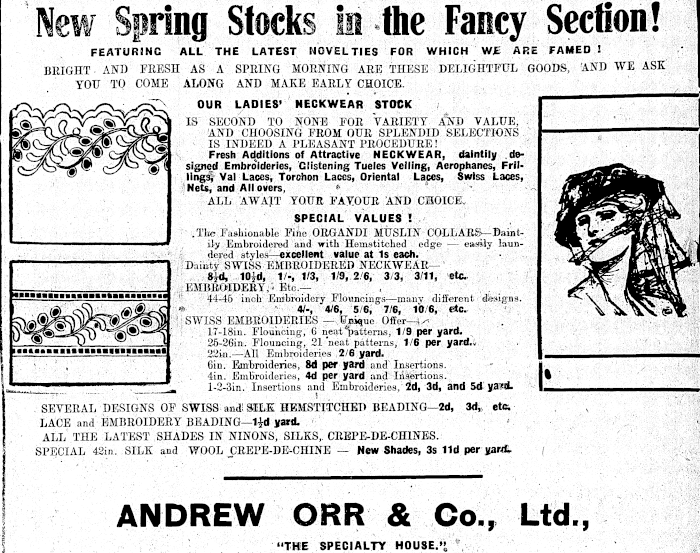 New Spring Stocks in the Fancy Section!
FEATURING ALL THE LATEST NOVELTIES FOR WHICH WE ARE FAMED!
BRIGHT AND FRESH AS A SPRING MORNING ARE THESE DELIGHTFUL GOODS, AND WE ASK
YOU TO COME ALONG AND MAKE EARLY CHOICE.
OUR LADIES' NECKWEAR STOCK
IS SECOND TO NONE FOR VARIETY AND VALUE,
AND CHOOSING FROM OUR SPLENDID SELECTIONS
IS INDEED A PLEASANT PROCEDURE!
Fresh Additions of Attractive NECKWEAR, daintily de-
signed Embroideries, Glistening Tueles Velling, Aerophanes, Fril-
lings, Val Laces, Torchon Laces, Oriental Laces, Swiss Laces,
Nets, and All overs,
ALL AWAIT YOUR FAVOUR AND CHOICE.
SPECIAL VALUES!
The Fashionable Fine ORGANDI MUSLIN COLLARS—Daint-
ily Embroidered and with Hemstitched edge — easily laun-
dered styles—excellent value at 1s each.
Dainty SWISS EMBROIDERED NECKWEAR—
8½d, 10½d, 1/-, 1/3, 1/9, 2/6, 3/3, 3/11, etc.
EMBROIDERY, Etc.—
44-45 inch Embroidery Flouncings—many different designs.
4/-, 4/6, 5/6, 7/6, 10/6, etc.
SWISS EMBROIDERIES — Unique Offer—
17-18in. Flouncing, 6 neat patterns, 1/9 per yard.
25-26in. Flouncing, 21 neat patterns, 1/6 per yard.
22in.—All Embroideries 2/6 yard.
6in. Embroideries, 8d per yard and Insertions.
4in. Embroideries, 4d per yard and Insertions.
1-2-3in. Insertions and Embroideries, 2d, 3d, and 5d yard.
SEVERAL DESIGNS OF SWISS and SILK HEMSTITCHED BEADING—2d, 3d, etc.
LACE and EMBROIDERY BEADING—1½d yard.
ALL THE LATEST SHADES IN NINONS, SILKS, CREPE-DE-CHINES.
SPECIAL 42in. SILK and WOOL CREPE-DE-CHINE — New Shades, 3s 11d per yard.
ANDREW ORR & Co., Ltd.,
"THE SPECIALTY HOUSE."